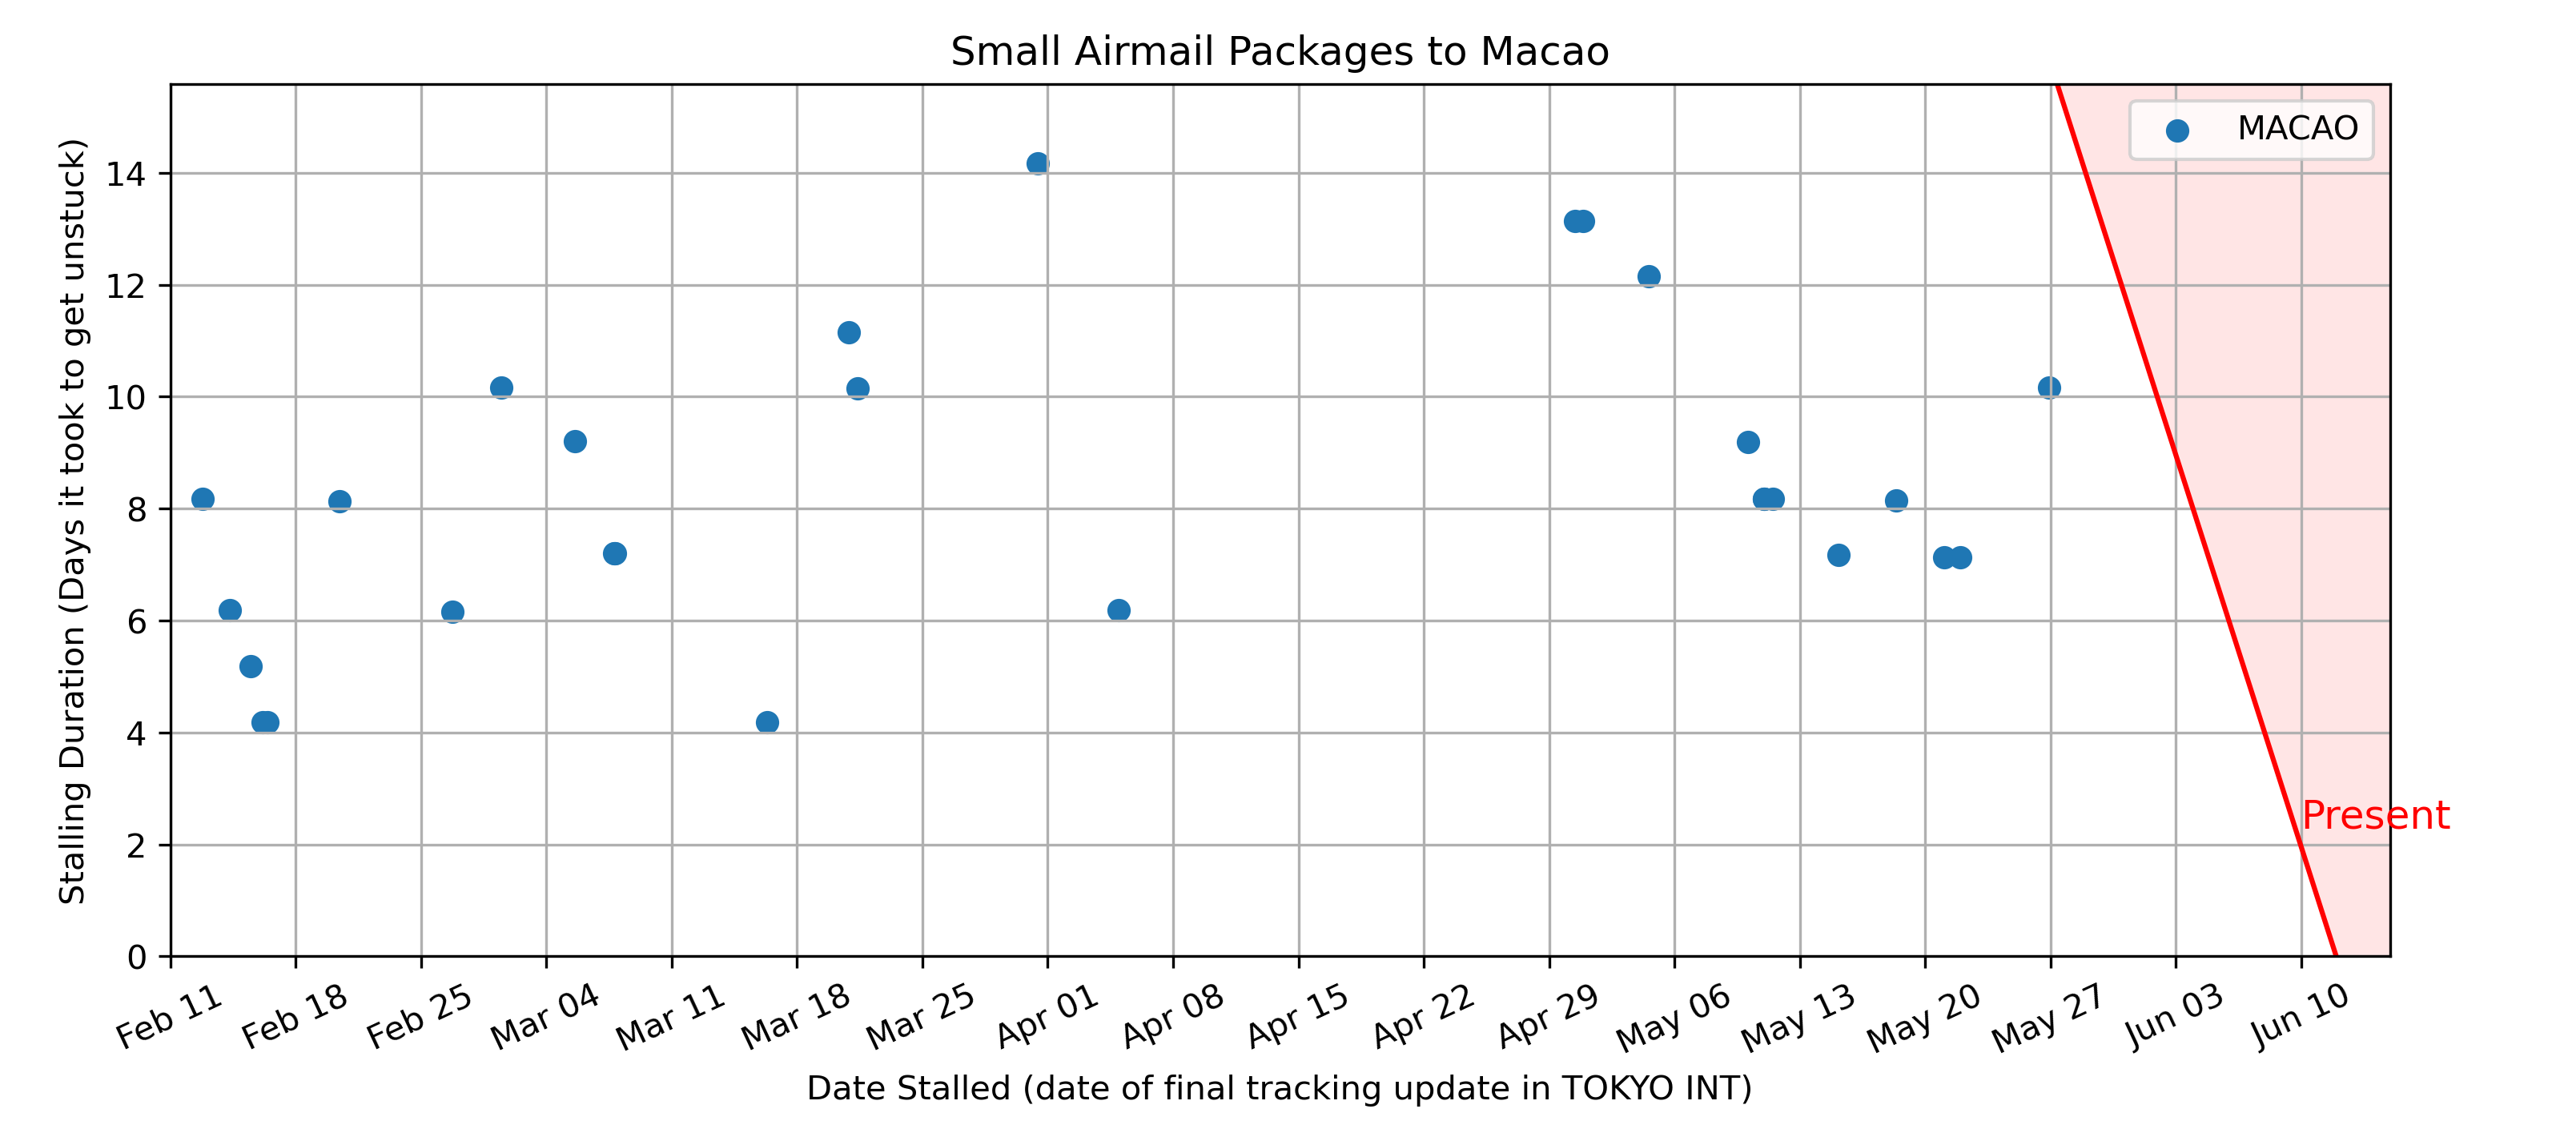 Small Airmail Packages to Macao
MACAO
Stalling Duration (Days it took to get unstuck)
14
12
10
8
6
4
2
0
Present
Feb 11
Feb 18
Feb 25
Mar 04
Mar 11
Mar 18
Mar 25
Apr 01
Apr 08
Apr 15
Apr 22
Apr 29
May 06
May 13
May 20
May 27
Jun 03
Jun 10
Date Stalled (date of final tracking update in TOKYO INT)